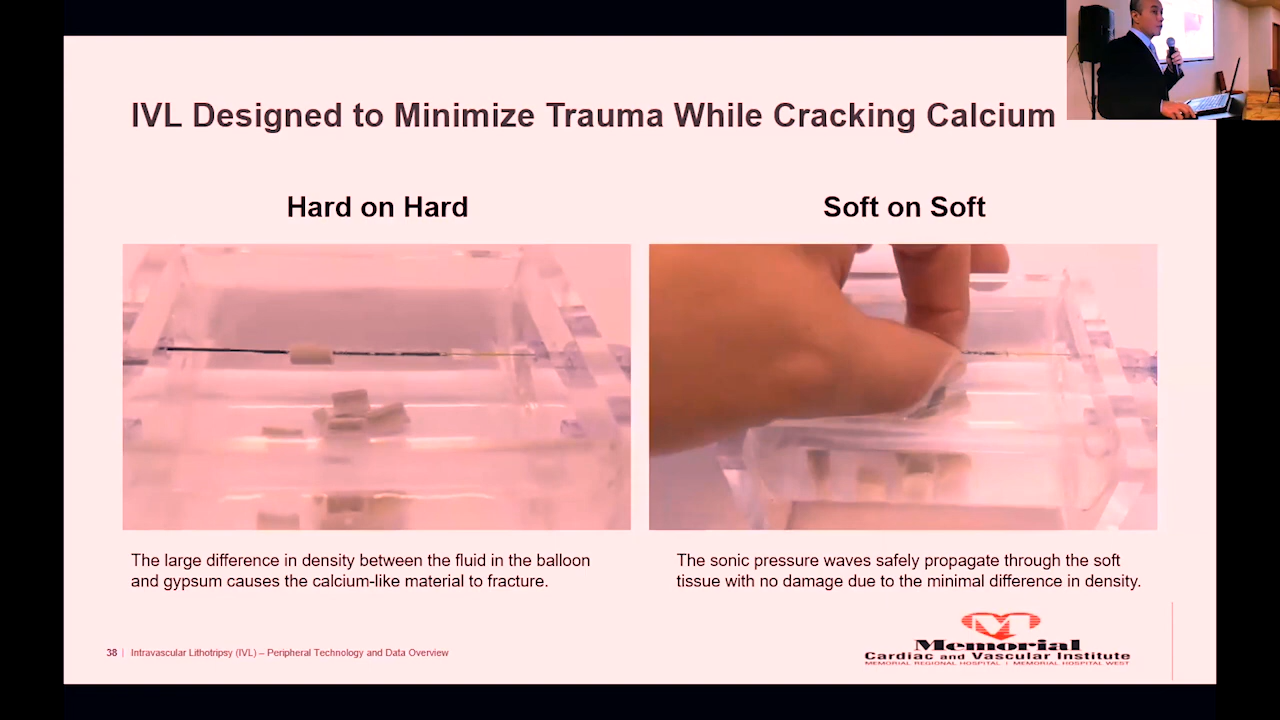 IVL Designed to Minimize Trauma While Cracking Calcium
Hard on Hard
Soft on Soft
The large difference in density between the fluid in the balloon
and gypsum causes the calcium-like material to fracture.
The sonic pressure waves safely propagate through the soft
tissue with no damage due to the minimal difference in density.
38 | Intravascular Lithotripsy (IVL) – Peripheral Technology and Data Overview
Memorial
Cardiac and Vascular Institute
MEMORIAL REGIONAL HOSPITAL | MEMORIAL HOSPITAL WEST